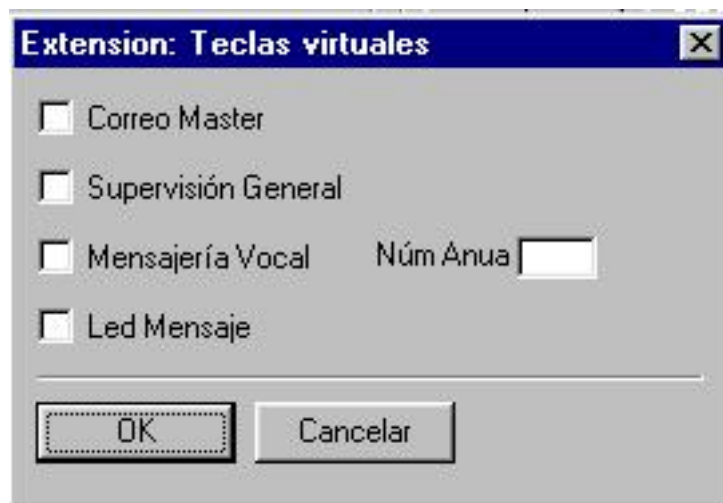 Extension: Teclas virtuales
Correo Master
Supervisión General
Mensajería Vocal Núm Anua
Led Mensaje
OK Cancelar